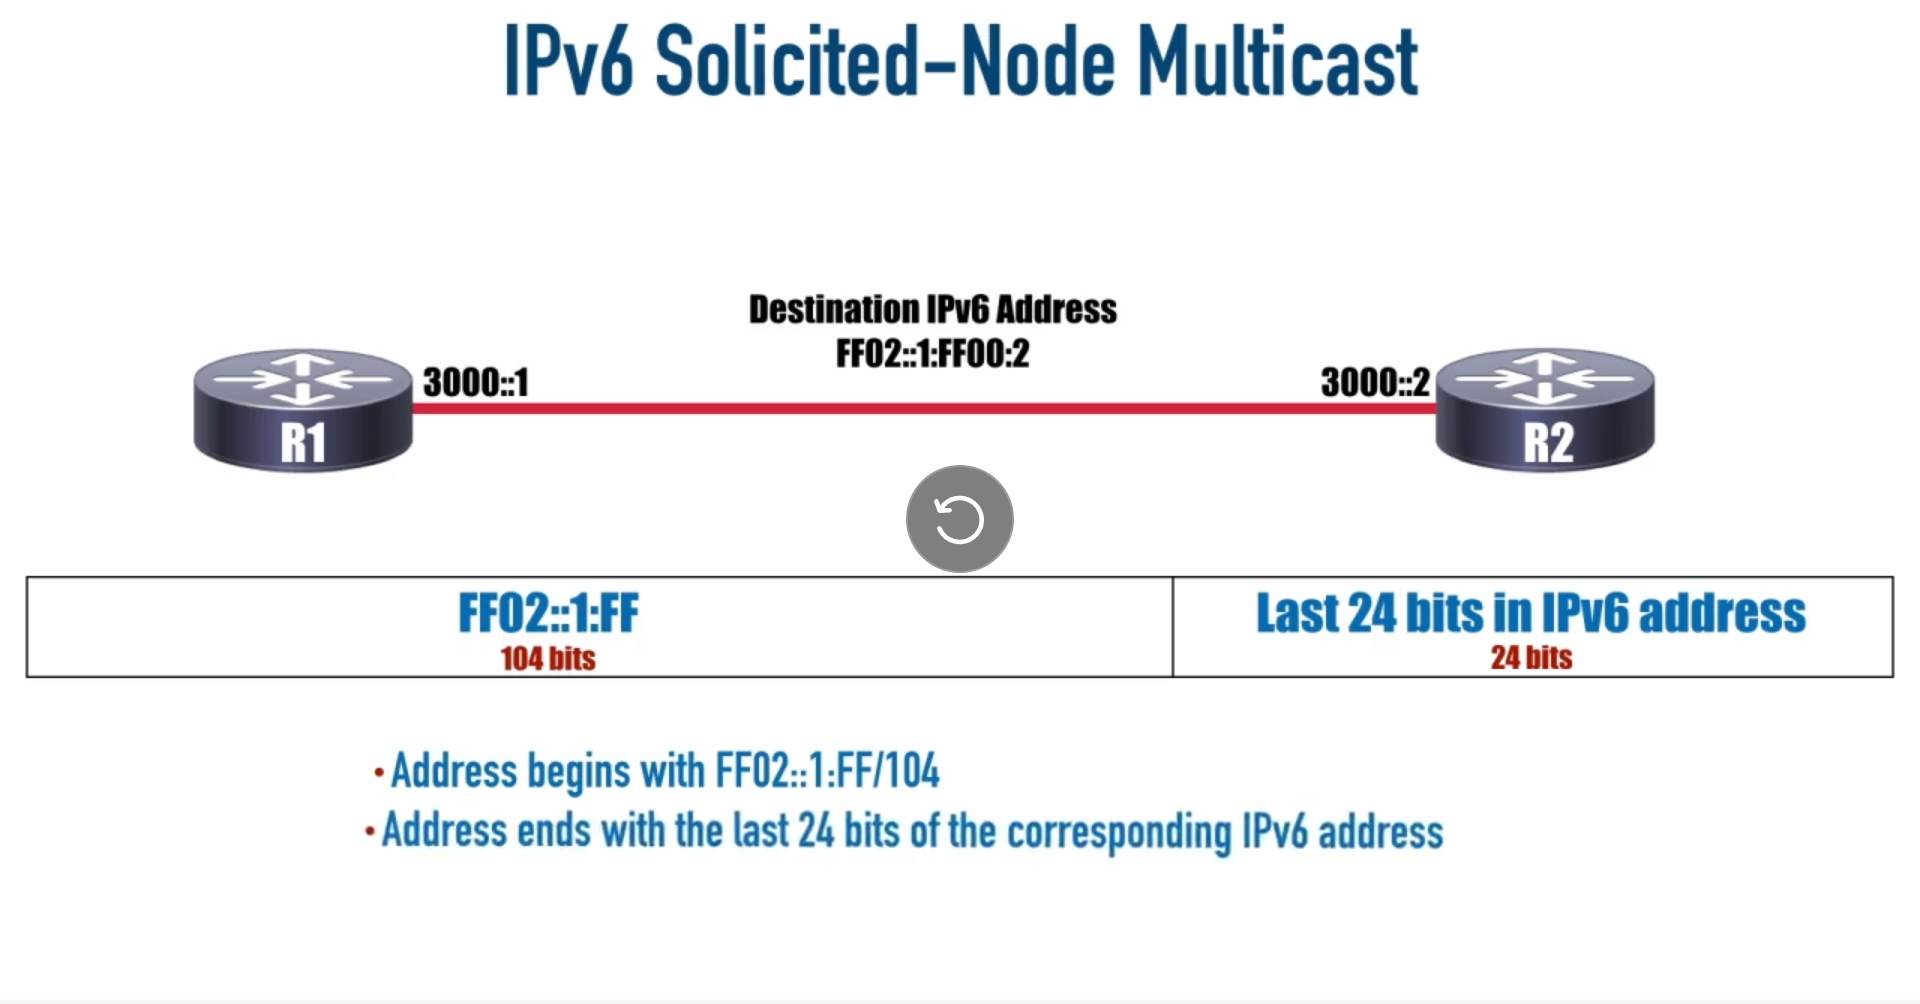 IPv6 Solicited-Node Multicast
Destination IPv6 Address
FF02::1:FF00:2
3000::1
3000::2
R1
R2
FF02::1:FF
104 bits
Last 24 bits in IPv6 address
24 bits
• Address begins with FF02::1:FF/104
• Address ends with the last 24 bits of the corresponding IPv6 address